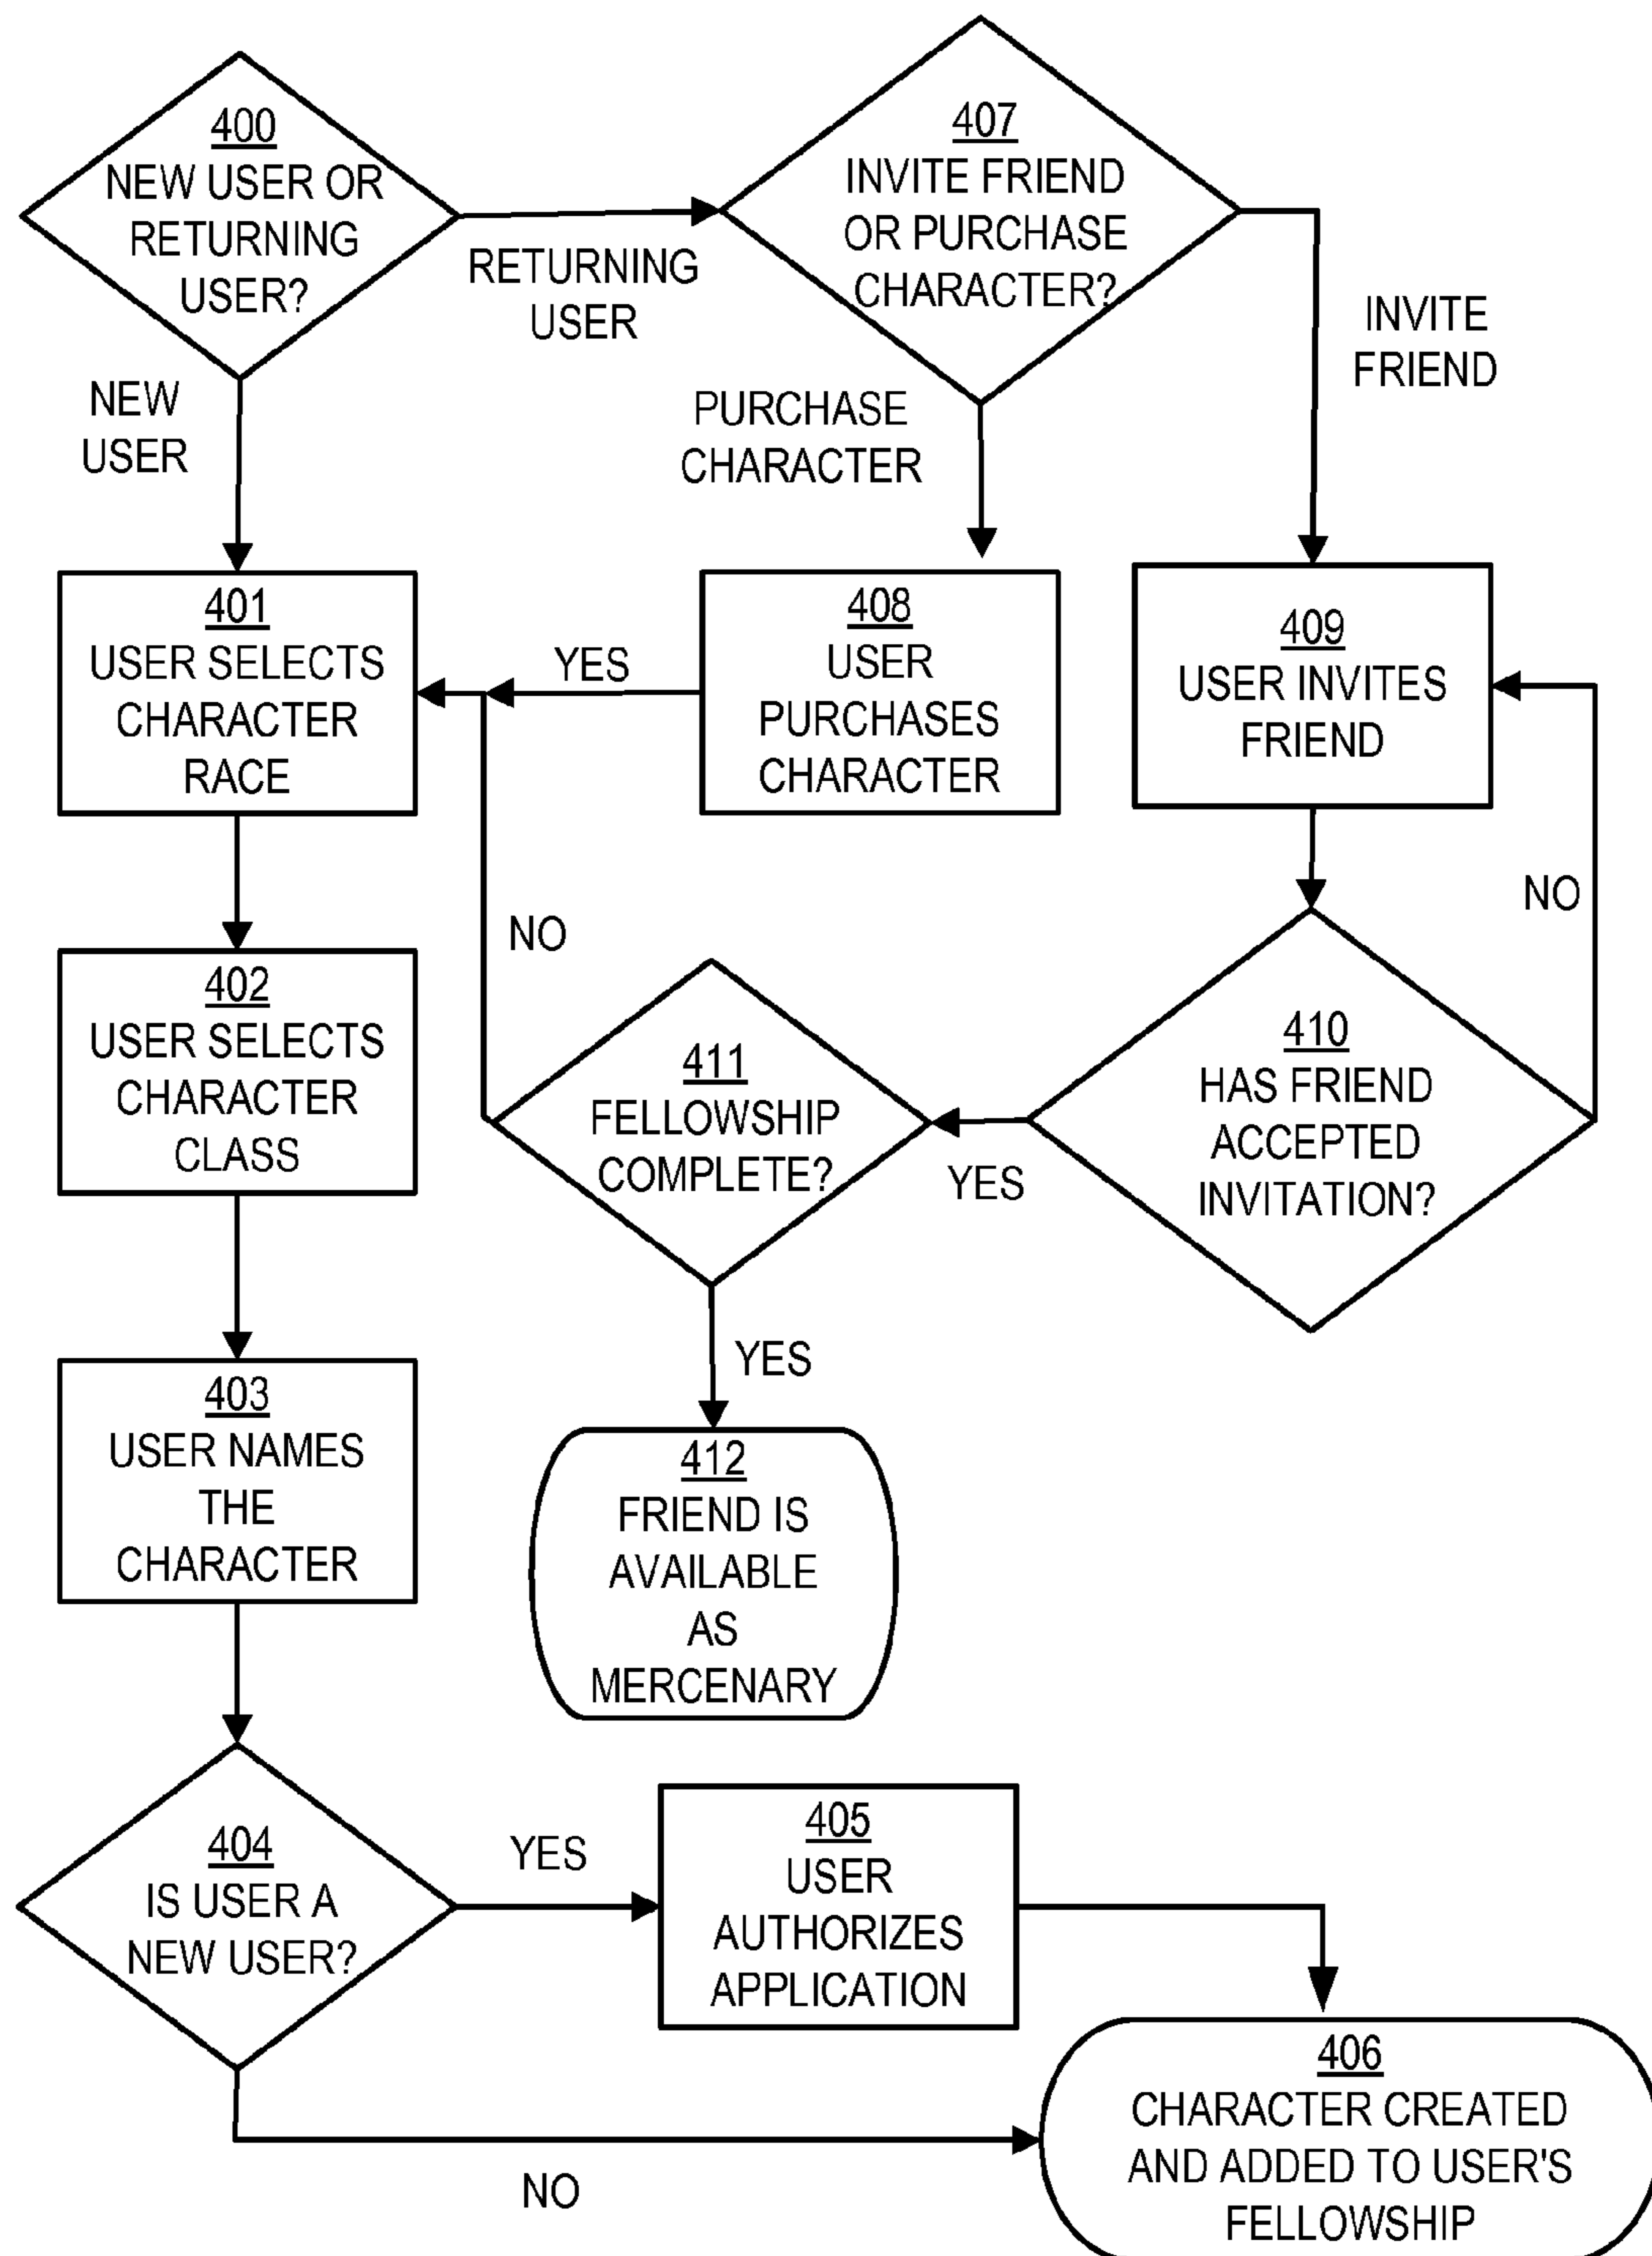 400
NEW USER OR
RETURNING
USER?
RETURNING
USER
NEW
USER
407
INVITE FRIEND
OR PURCHASE
CHARACTER?
INVITE
FRIEND
PURCHASE
CHARACTER
401
USER SELECTS
CHARACTER
RACE
YES
408
USER
PURCHASES
CHARACTER
409
USER INVITES
FRIEND
NO
NO
402
USER SELECTS
CHARACTER
CLASS
411
FELLOWSHIP
COMPLETE?
YES
410
HAS FRIEND
ACCEPTED
INVITATION?
YES
403
USER NAMES
THE
CHARACTER
412
FRIEND IS
AVAILABLE
AS
MERCENARY
404
IS USER A
NEW USER?
YES
405
USER
AUTHORIZES
APPLICATION
NO
406
CHARACTER CREATED
AND ADDED TO USER'S
FELLOWSHIP